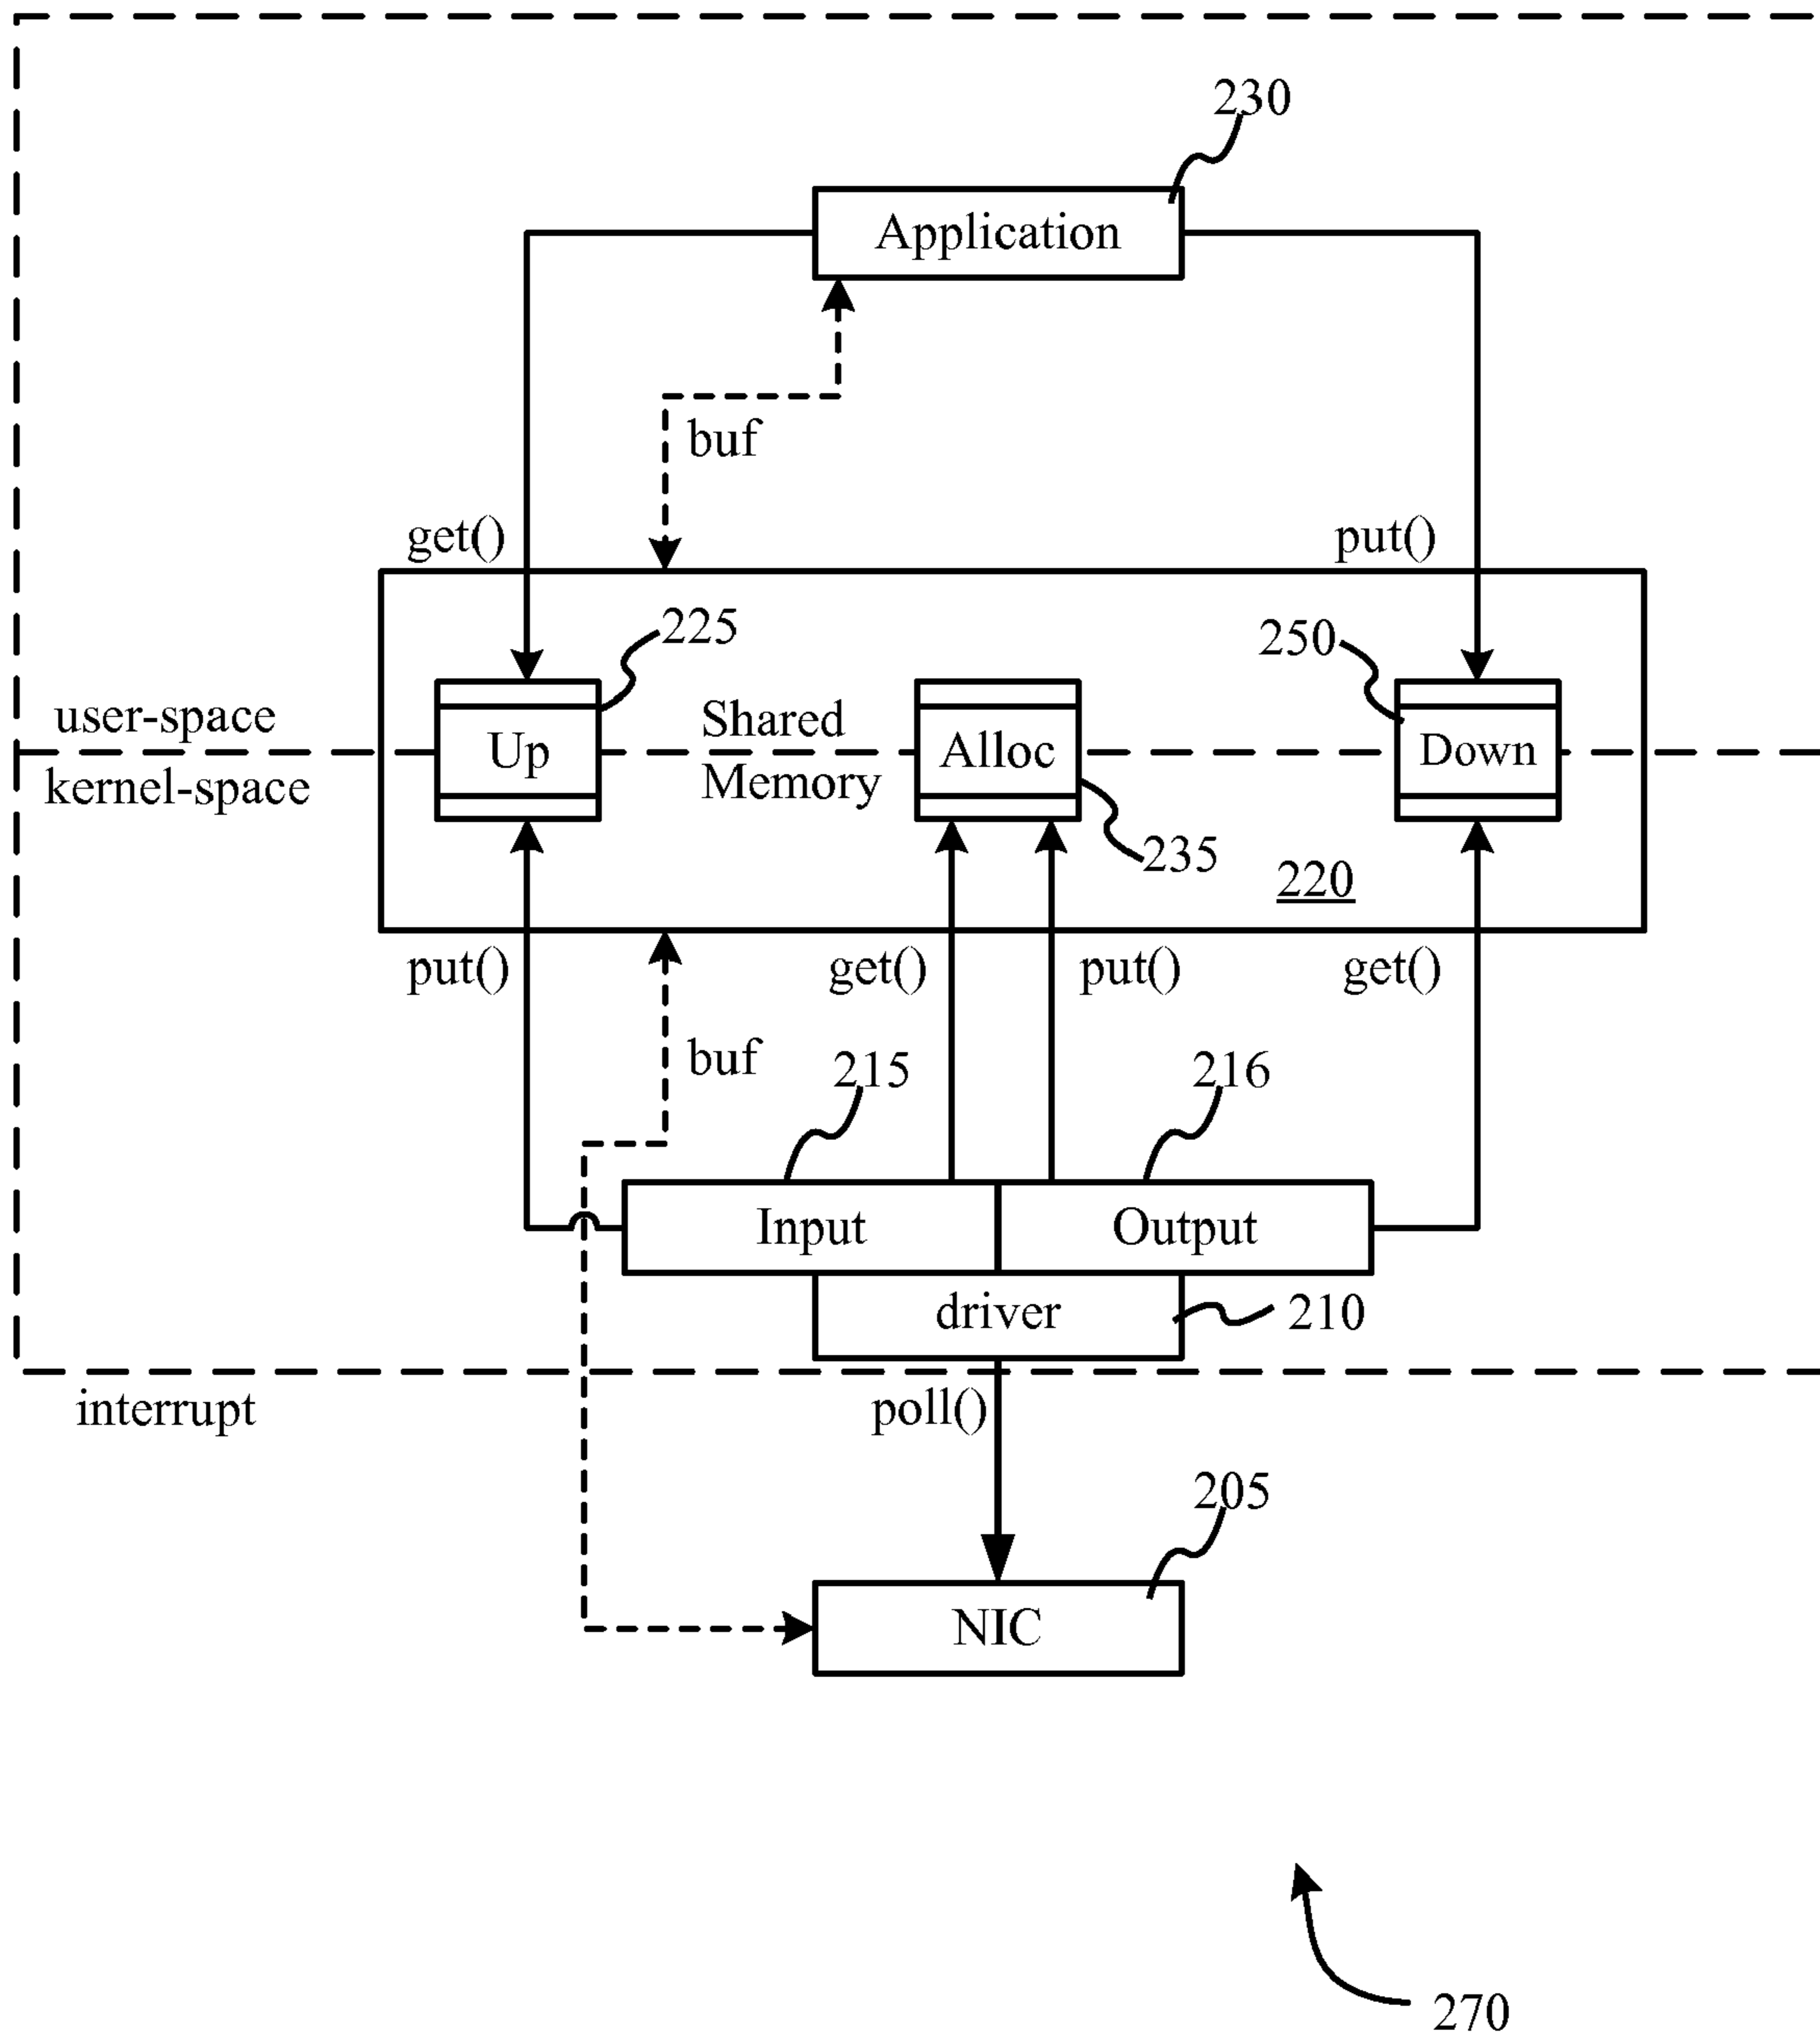 230
Application
buf
get()
put()
225
250
user-space
Shared
Up
Alloc
Down
kernel-space
Memory
235
220
put()
get()
put()
get()
buf
215
216
Input
Output
driver
210
interrupt
poll()
205
NIC
270